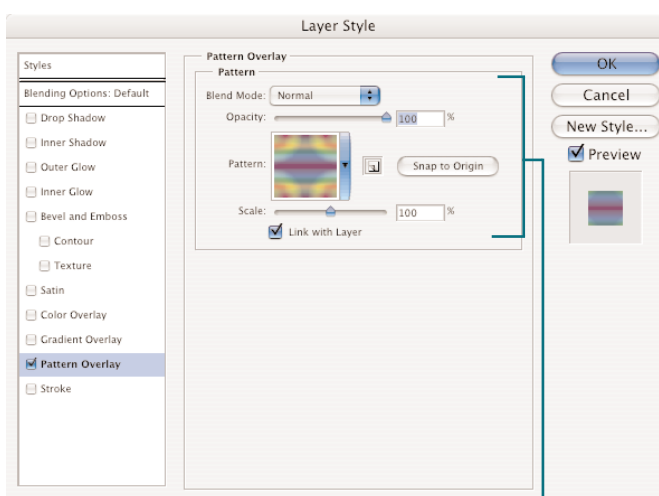 Layer Style
Styles
Blending Options: Default
Drop Shadow
Inner Shadow
Outer Glow
Inner Glow
Bevel and Emboss
Contour
Texture
Satin
Color Overlay
Gradient Overlay
Pattern Overlay
Stroke
Pattern Overlay
Pattern
Blend Mode: Normal
Opacity: 100 %
Pattern:
Snap to Origin
Scale: 100 %
Link with Layer
OK
Cancel
New Style...
Preview